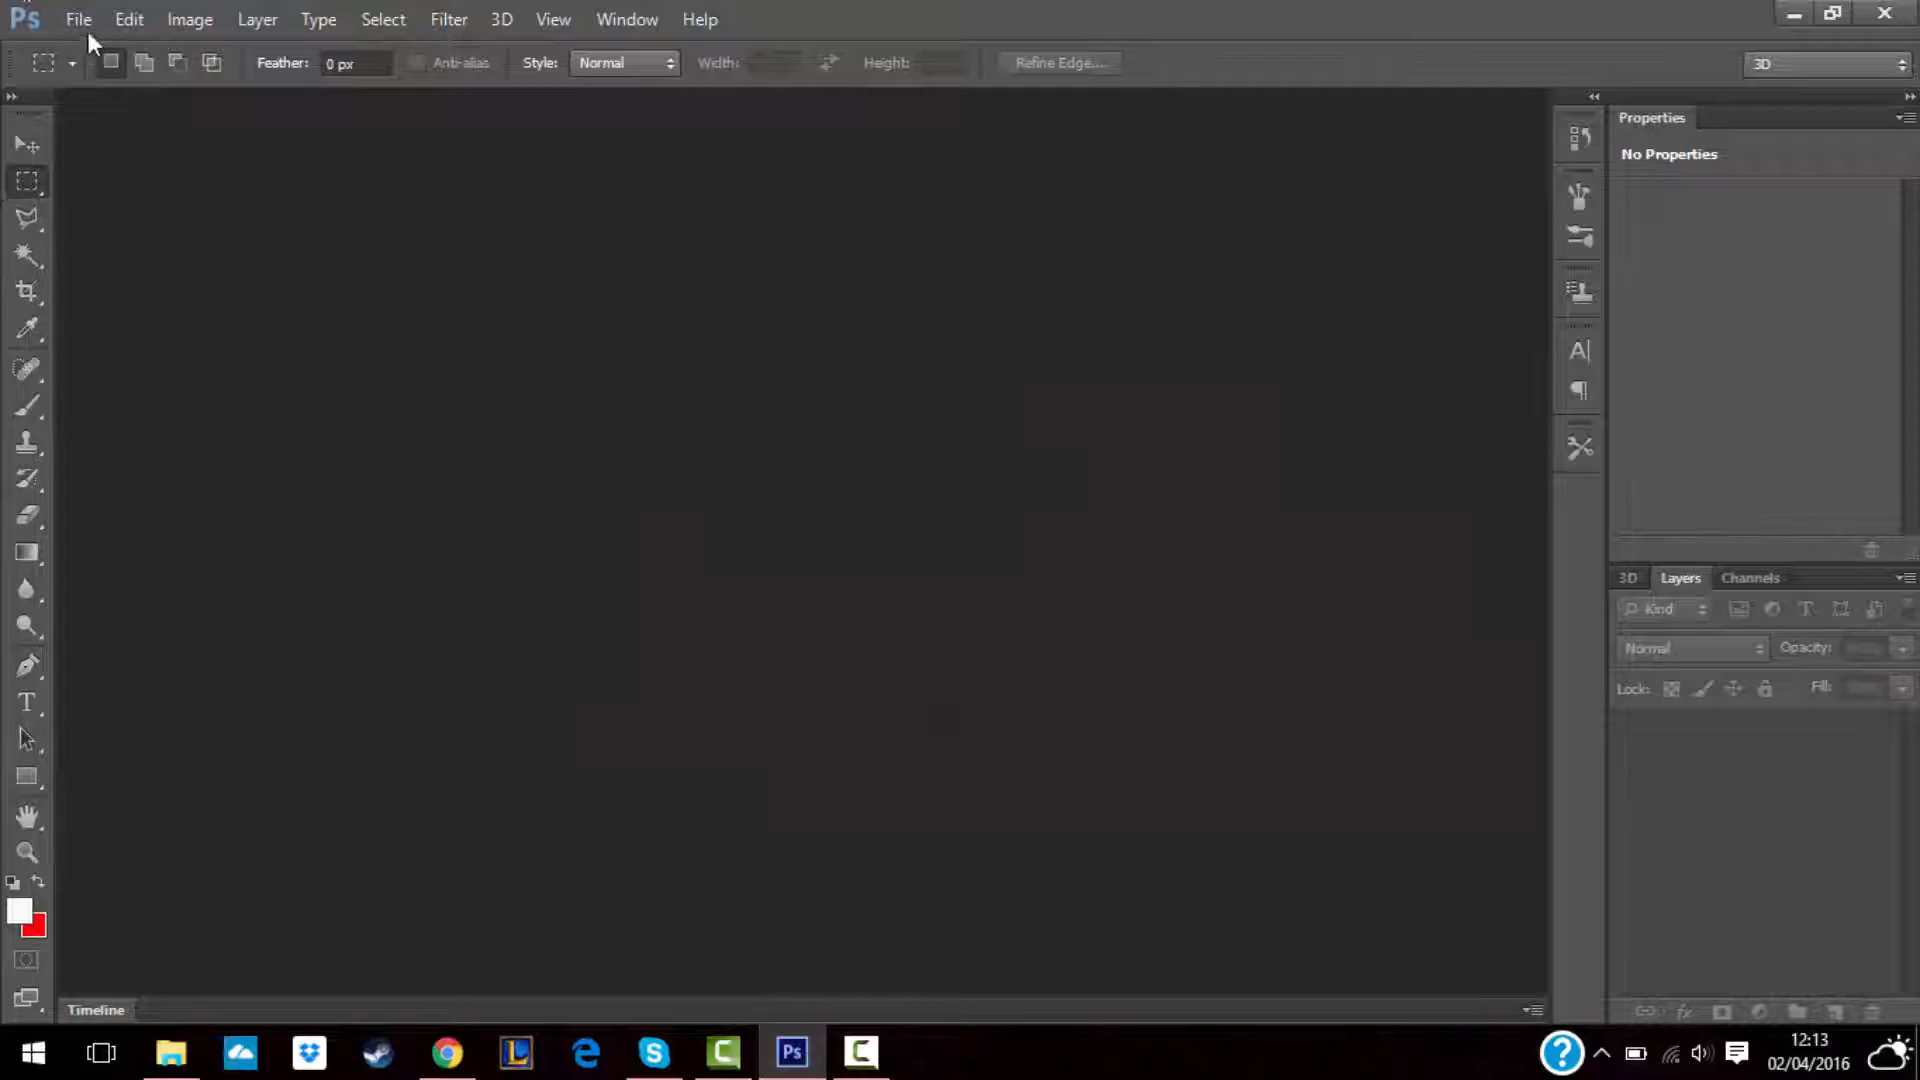 Ps File Edit Image Layer Type Select Filter 3D View Window Help
Feather: 0 px Anti-alias Style: Normal Width: Height: Refine Edge... 3D
Properties
No Properties
3D Layers Channels
Kind
Normal Opacity:
Lock: Fill:
Timeline
Ps
12:13
02/04/2016